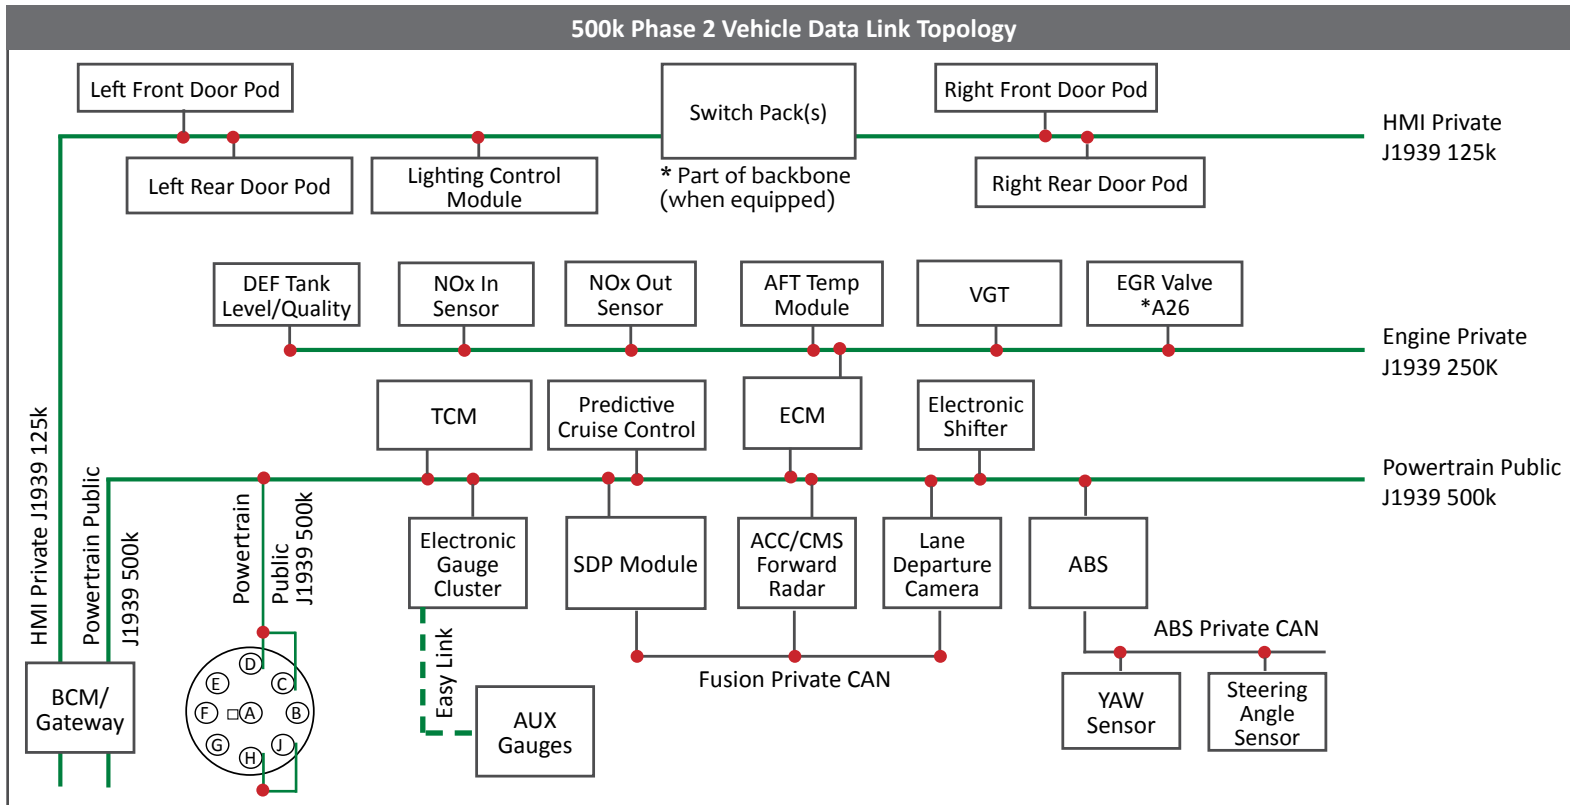 500k Phase 2 Vehicle Data Link Topology
Left Front Door Pod
Switch Pack(s)
Right Front Door Pod
HMI Private
J1939 125k
Left Rear Door Pod
Lighting Control
Module
* Part of backbone
(when equipped)
Right Rear Door Pod
DEF Tank
Level/Quality
NOx In
Sensor
NOx Out
Sensor
AFT Temp
Module
VGT
EGR Valve
*A26
Engine Private
J1939 250K
TCM
Predictive
Cruise Control
ECM
Electronic
Shifter
Powertrain Public
J1939 500k
HMI Private J1939 125k
Powertrain Public
J1939 500k
Powertrain
Public
J1939 500k
Electronic
Gauge
Cluster
SDP Module
ACC/CMS
Forward
Radar
Lane
Departure
Camera
ABS
ABS Private CAN
Fusion Private CAN
Easy Link
AUX
Gauges
YAW
Sensor
Steering
Angle
Sensor
BCM/
Gateway
D
E
C
F
A
B
G
J
H